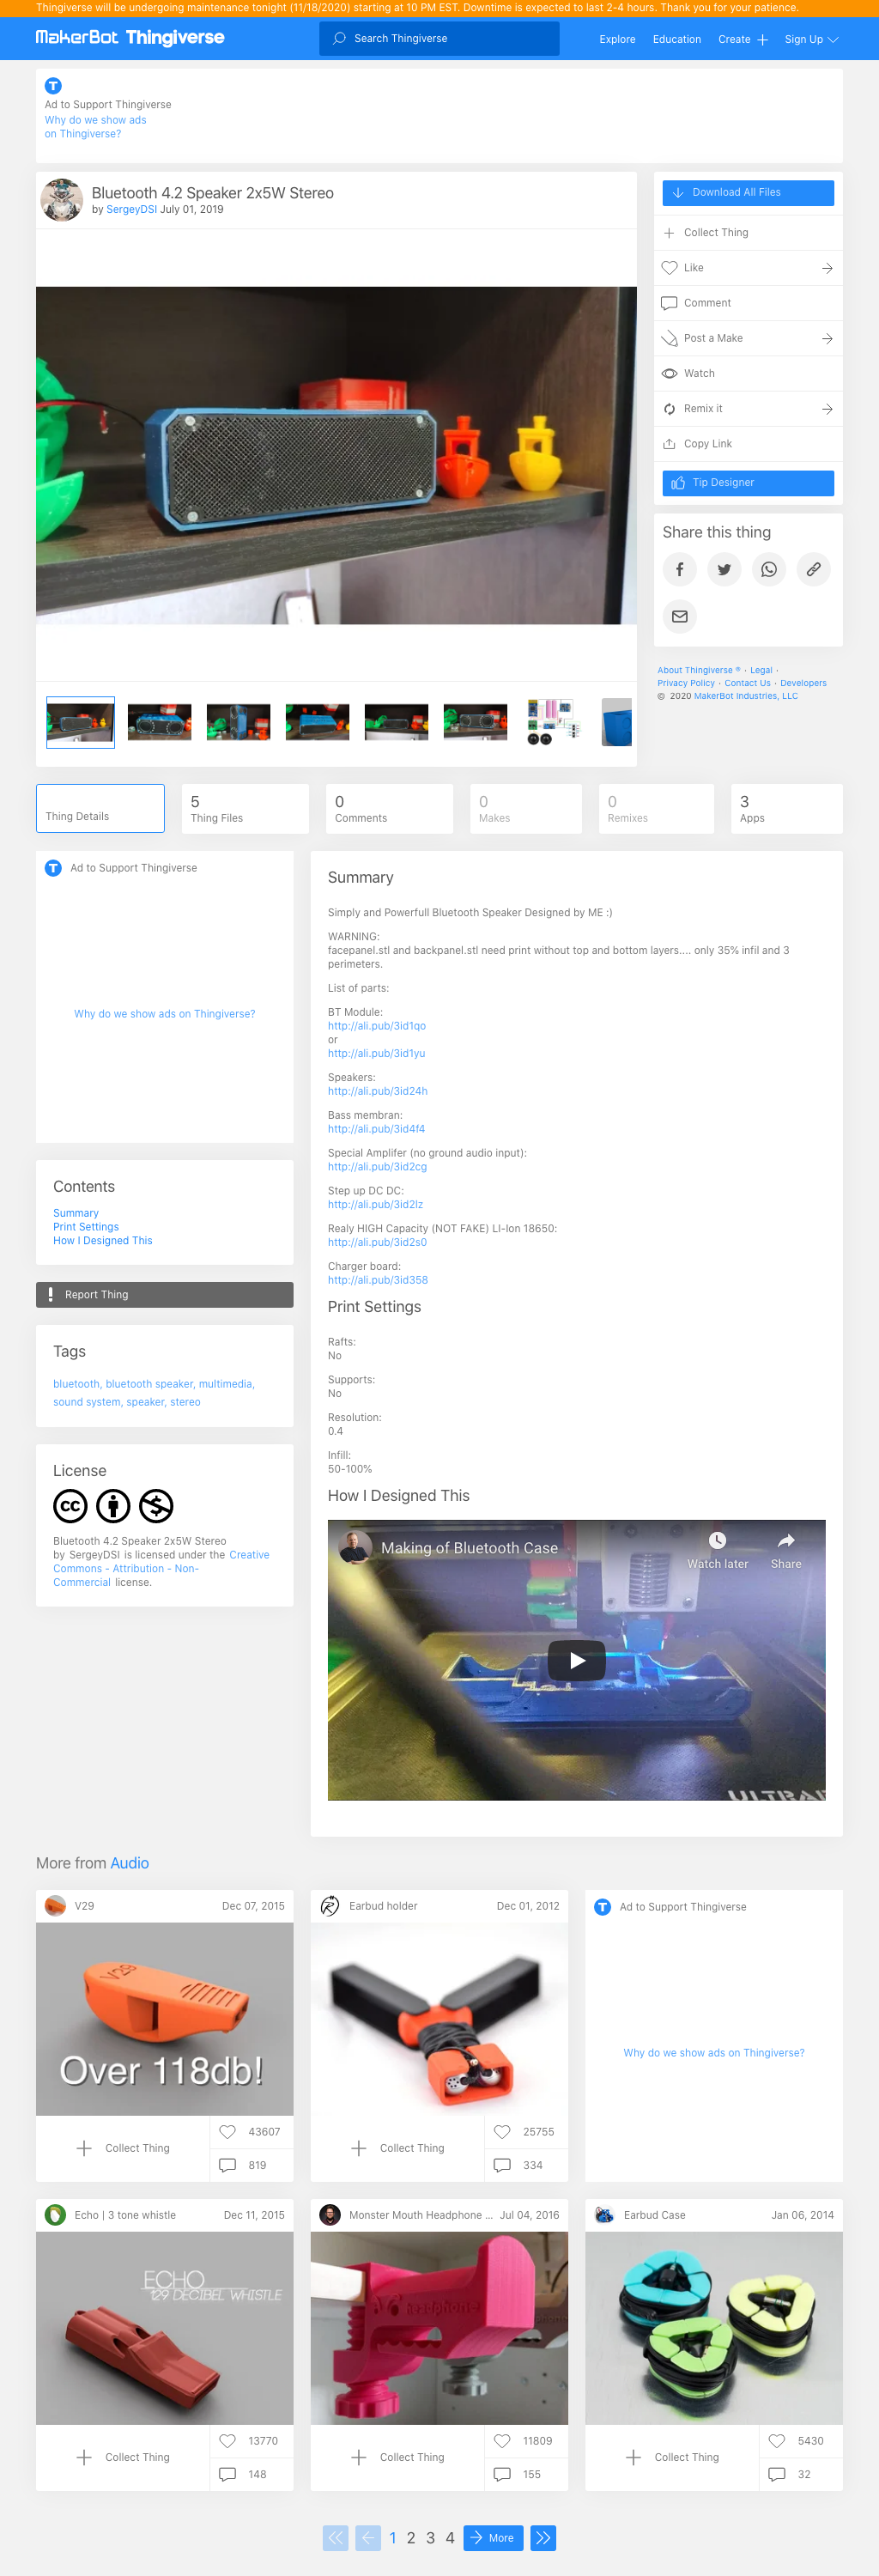 Thingiverse will be undergoing maintenance tonight (11/18/2020) starting at 10 PM EST. Downtime is expected to last 2-4 hours. Thank you for your patience.
MakerBot Thingiverse
Search Thingiverse
Explore
Education
Create
Sign Up
Ad to Support Thingiverse
Why do we show ads
on Thingiverse?
Bluetooth 4.2 Speaker 2x5W Stereo
by SergeyDSI July 01, 2019
Download All Files
Collect Thing
Like
Comment
Post a Make
Watch
Remix it
Copy Link
Tip Designer
Share this thing
About Thingiverse ® · Legal ·
Privacy Policy · Contact Us · Developers
© 2020 MakerBot Industries, LLC
Thing Details
5
Thing Files
0
Comments
0
Makes
0
Remixes
3
Apps
Ad to Support Thingiverse
Why do we show ads on Thingiverse?
Contents
Summary
Print Settings
How I Designed This
Report Thing
Tags
bluetooth, bluetooth speaker, multimedia,
sound system, speaker, stereo
License
Bluetooth 4.2 Speaker 2x5W Stereo
by SergeyDSI is licensed under the Creative
Commons - Attribution - Non-
Commercial license.
Summary
Simply and Powerfull Bluetooth Speaker Designed by ME :)
WARNING:
facepanel.stl and backpanel.stl need print without top and bottom layers.... only 35% infil and 3
perimeters.
List of parts:
BT Module:
http://ali.pub/3id1qo
or
http://ali.pub/3id1yu
Speakers:
http://ali.pub/3id24h
Bass membran:
http://ali.pub/3id4f4
Special Amplifer (no ground audio input):
http://ali.pub/3id2cg
Step up DC DC:
http://ali.pub/3id2lz
Realy HIGH Capacity (NOT FAKE) LI-Ion 18650:
http://ali.pub/3id2s0
Charger board:
http://ali.pub/3id358
Print Settings
Rafts:
No
Supports:
No
Resolution:
0.4
Infill:
50-100%
How I Designed This
Making of Bluetooth Case
Watch later
Share
More from Audio
V29
Dec 07, 2015
V29
Over 118db!
Collect Thing
43607
819
Earbud holder
Dec 01, 2012
Collect Thing
25755
334
Ad to Support Thingiverse
Why do we show ads on Thingiverse?
Echo | 3 tone whistle
Dec 11, 2015
ECHO
129 DECIBEL WHISTLE
Collect Thing
13770
148
Monster Mouth Headphone ...
Jul 04, 2016
headphone
Collect Thing
11809
155
Earbud Case
Jan 06, 2014
Collect Thing
5430
32
1 2 3 4
More